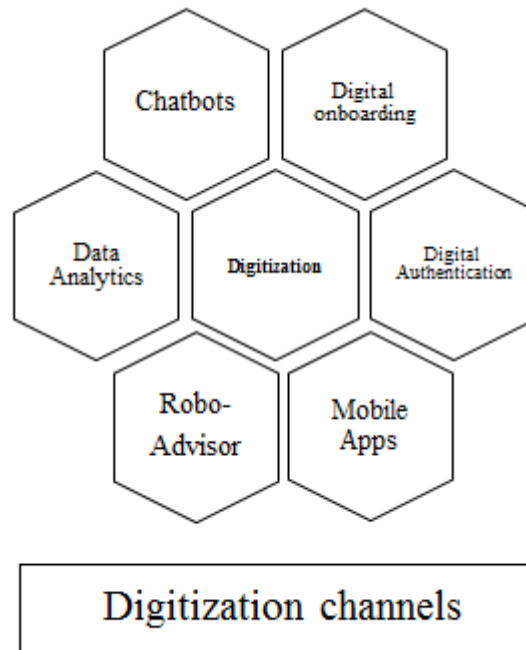 Chatbots
Digital
onboarding
Data
Analytics
Digitization
Digital
Authentication
Robo-
Advisor
Mobile
Apps
Digitization channels